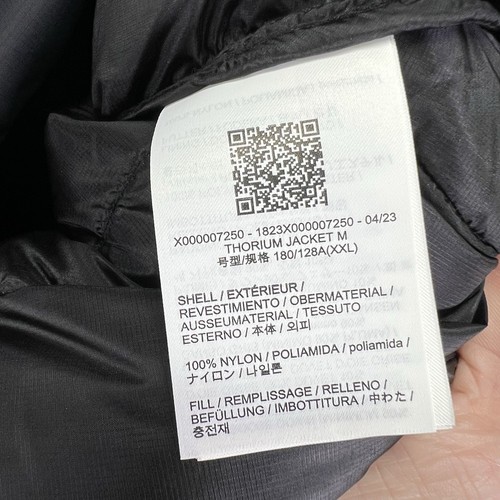 X000007250 - 1823X000007250 - 04/23
THORIUM JACKET M
号型/規格 180/128A(XXL)
SHELL / EXTÉRIEUR /
REVESTIMIENTO / OBERMATERIAL /
AUSSEUMATERIAL / TESSUTO
ESTERNO / 本体 / 외피
100% NYLON / POLIAMIDA / poliamida /
ナイロン / 나일론
FILL / REMPLISSAGE / RELLENO /
BEFÜLLUNG / IMBOTTITURA / 中わた /
충전재